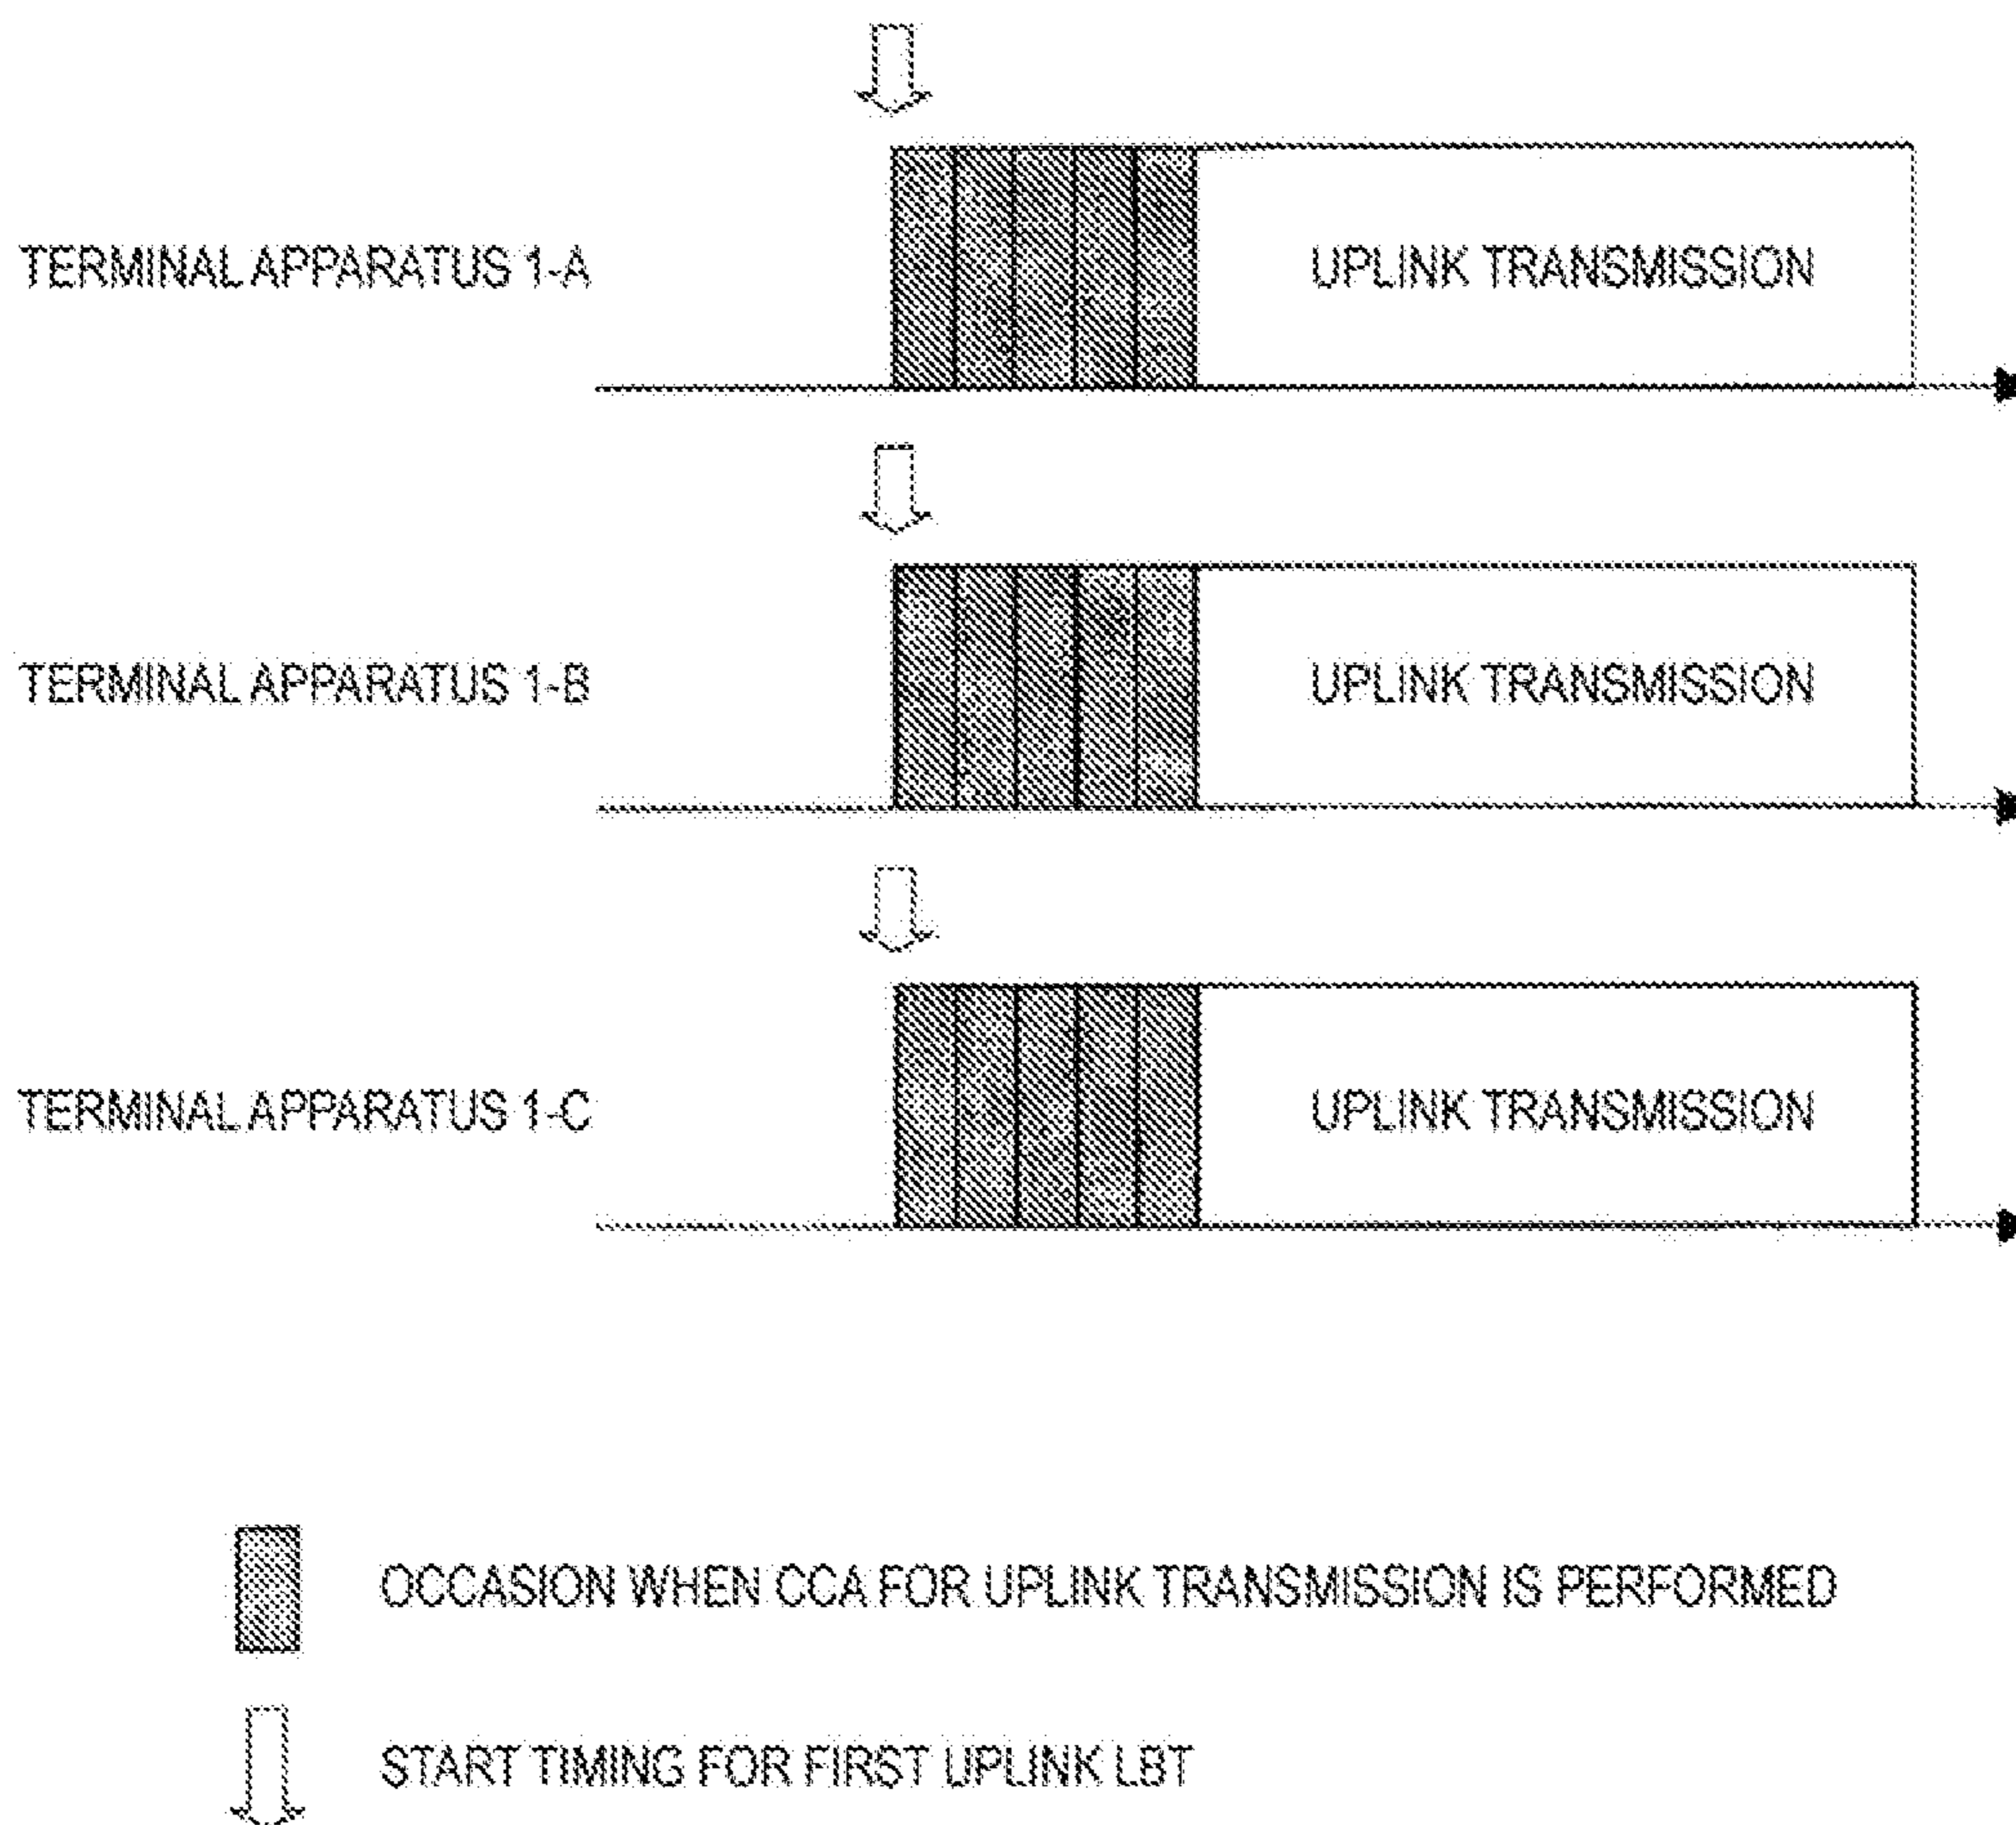 TERMINAL APPARATUS 1-A
UPLINK TRANSMISSION
TERMINAL APPARATUS 1-B
UPLINK TRANSMISSION
TERMINAL APPARATUS 1-C
UPLINK TRANSMISSION
OCCASION WHEN CCA FOR UPLINK TRANSMISSION IS PERFORMED
START TIMING FOR FIRST UPLINK LBT